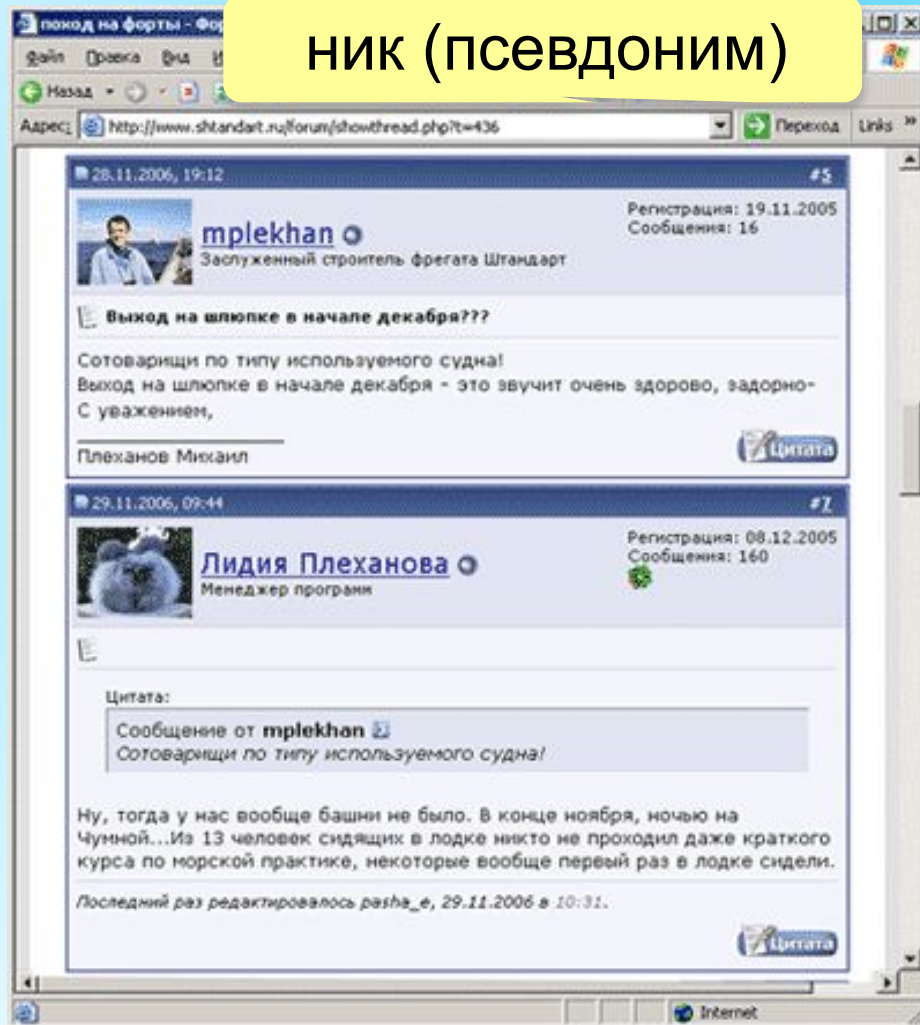 ник (псевдоним)
поход на форты - Фор
Файл Правка Вид
Назад
Адрес: http://www.shtandart.ru/forum/showthread.php?t=436 Переход Links »
28.11.2006, 19:12 #5
mplekhan
Заслуженный строитель фрегата Штандарт
Регистрация: 19.11.2005
Сообщения: 16
Выход на шлюпке в начале декабря???
Сотоварищи по типу используемого судна!
Выход на шлюпке в начале декабря - это звучит очень здорово, задорно-
С уважением,
Плеханов Михаил
Цитата
29.11.2006, 09:44 #7
Лидия Плеханова
Менеджер программ
Регистрация: 08.12.2005
Сообщения: 160
Цитата:
Сообщение от mplekhan
Сотоварищи по типу используемого судна!
Ну, тогда у нас вообще башни не было. В конце ноября, ночью на
Чумной...Из 13 человек сидящих в лодке никто не проходил даже краткого
курса по морской практике, некоторые вообще первый раз в лодке сидели.
Последний раз редактировалось pasha_e, 29.11.2006 в 10:31.
Цитата
Internet